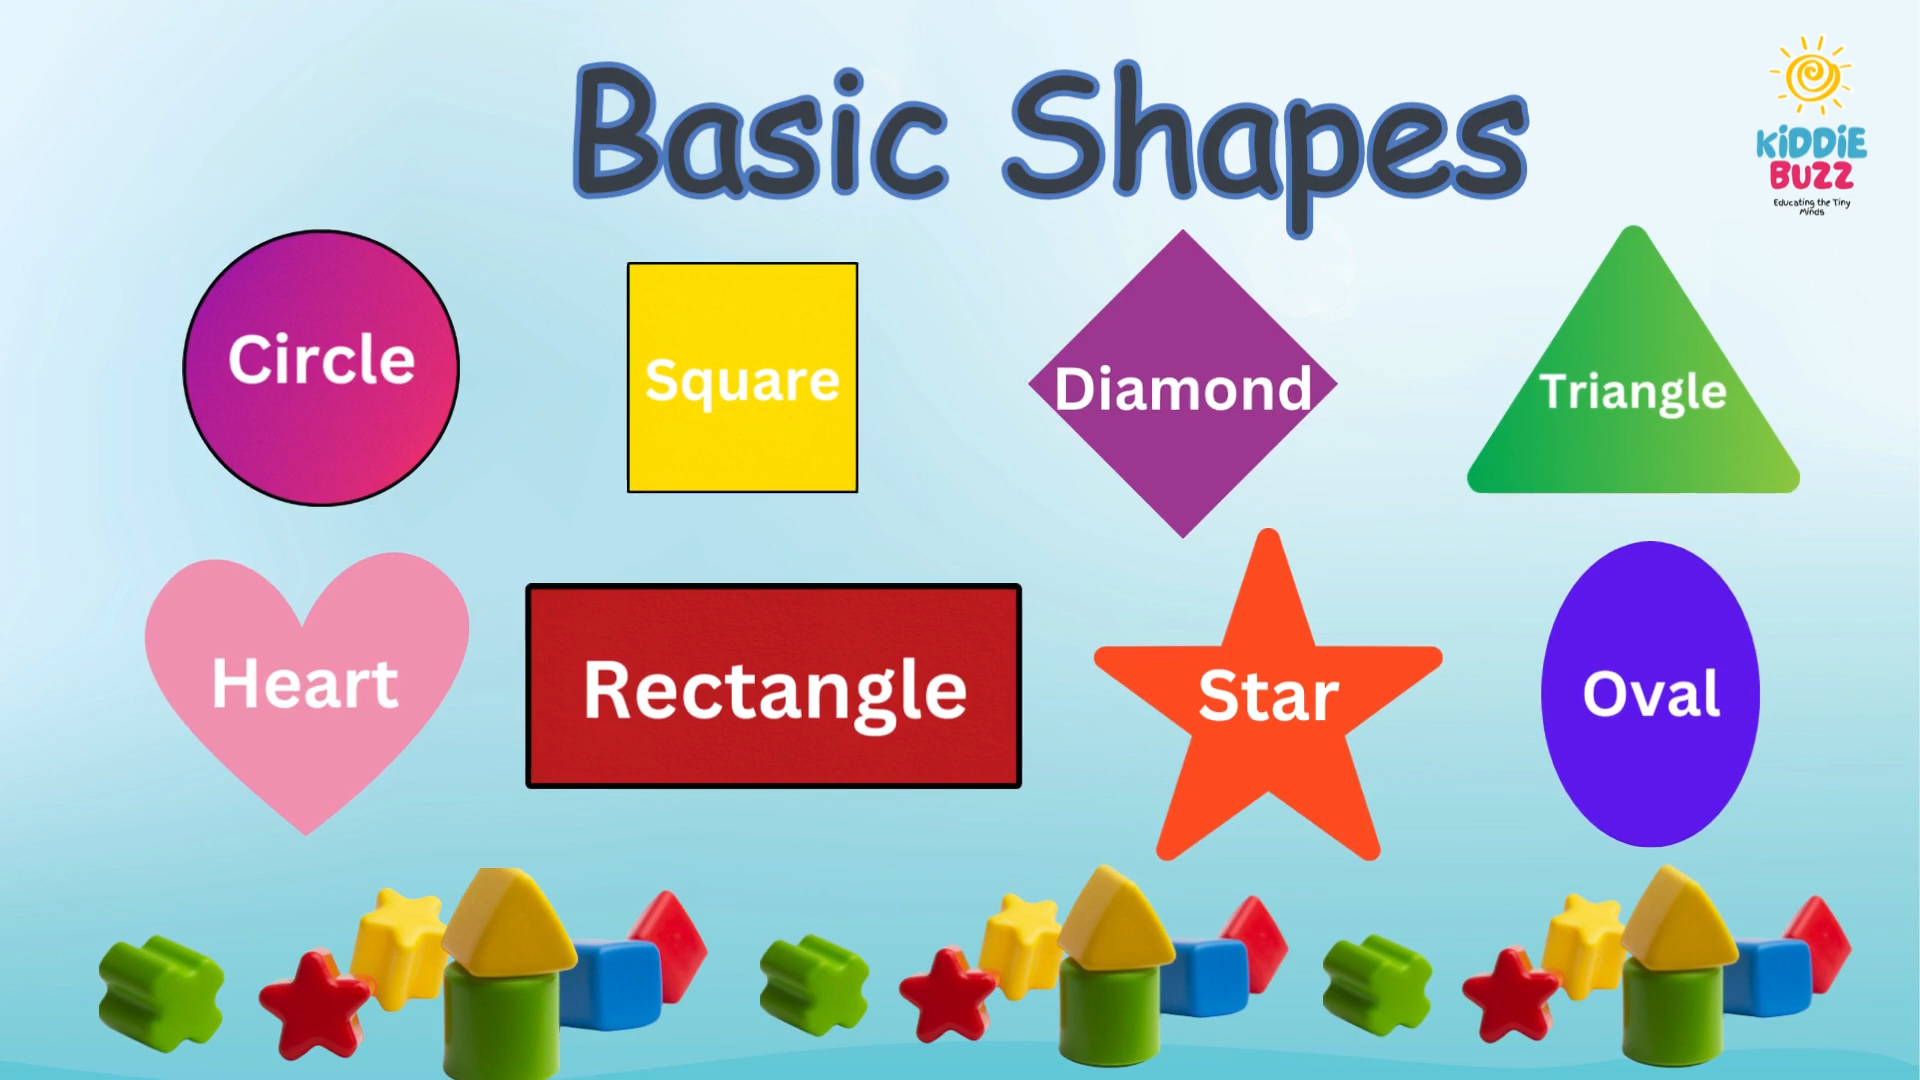 Basic Shapes
KiDDiE
BUZZ
Educating the Tiny
Minds
Circle
Square
Diamond
Triangle
Heart
Rectangle
Star
Oval